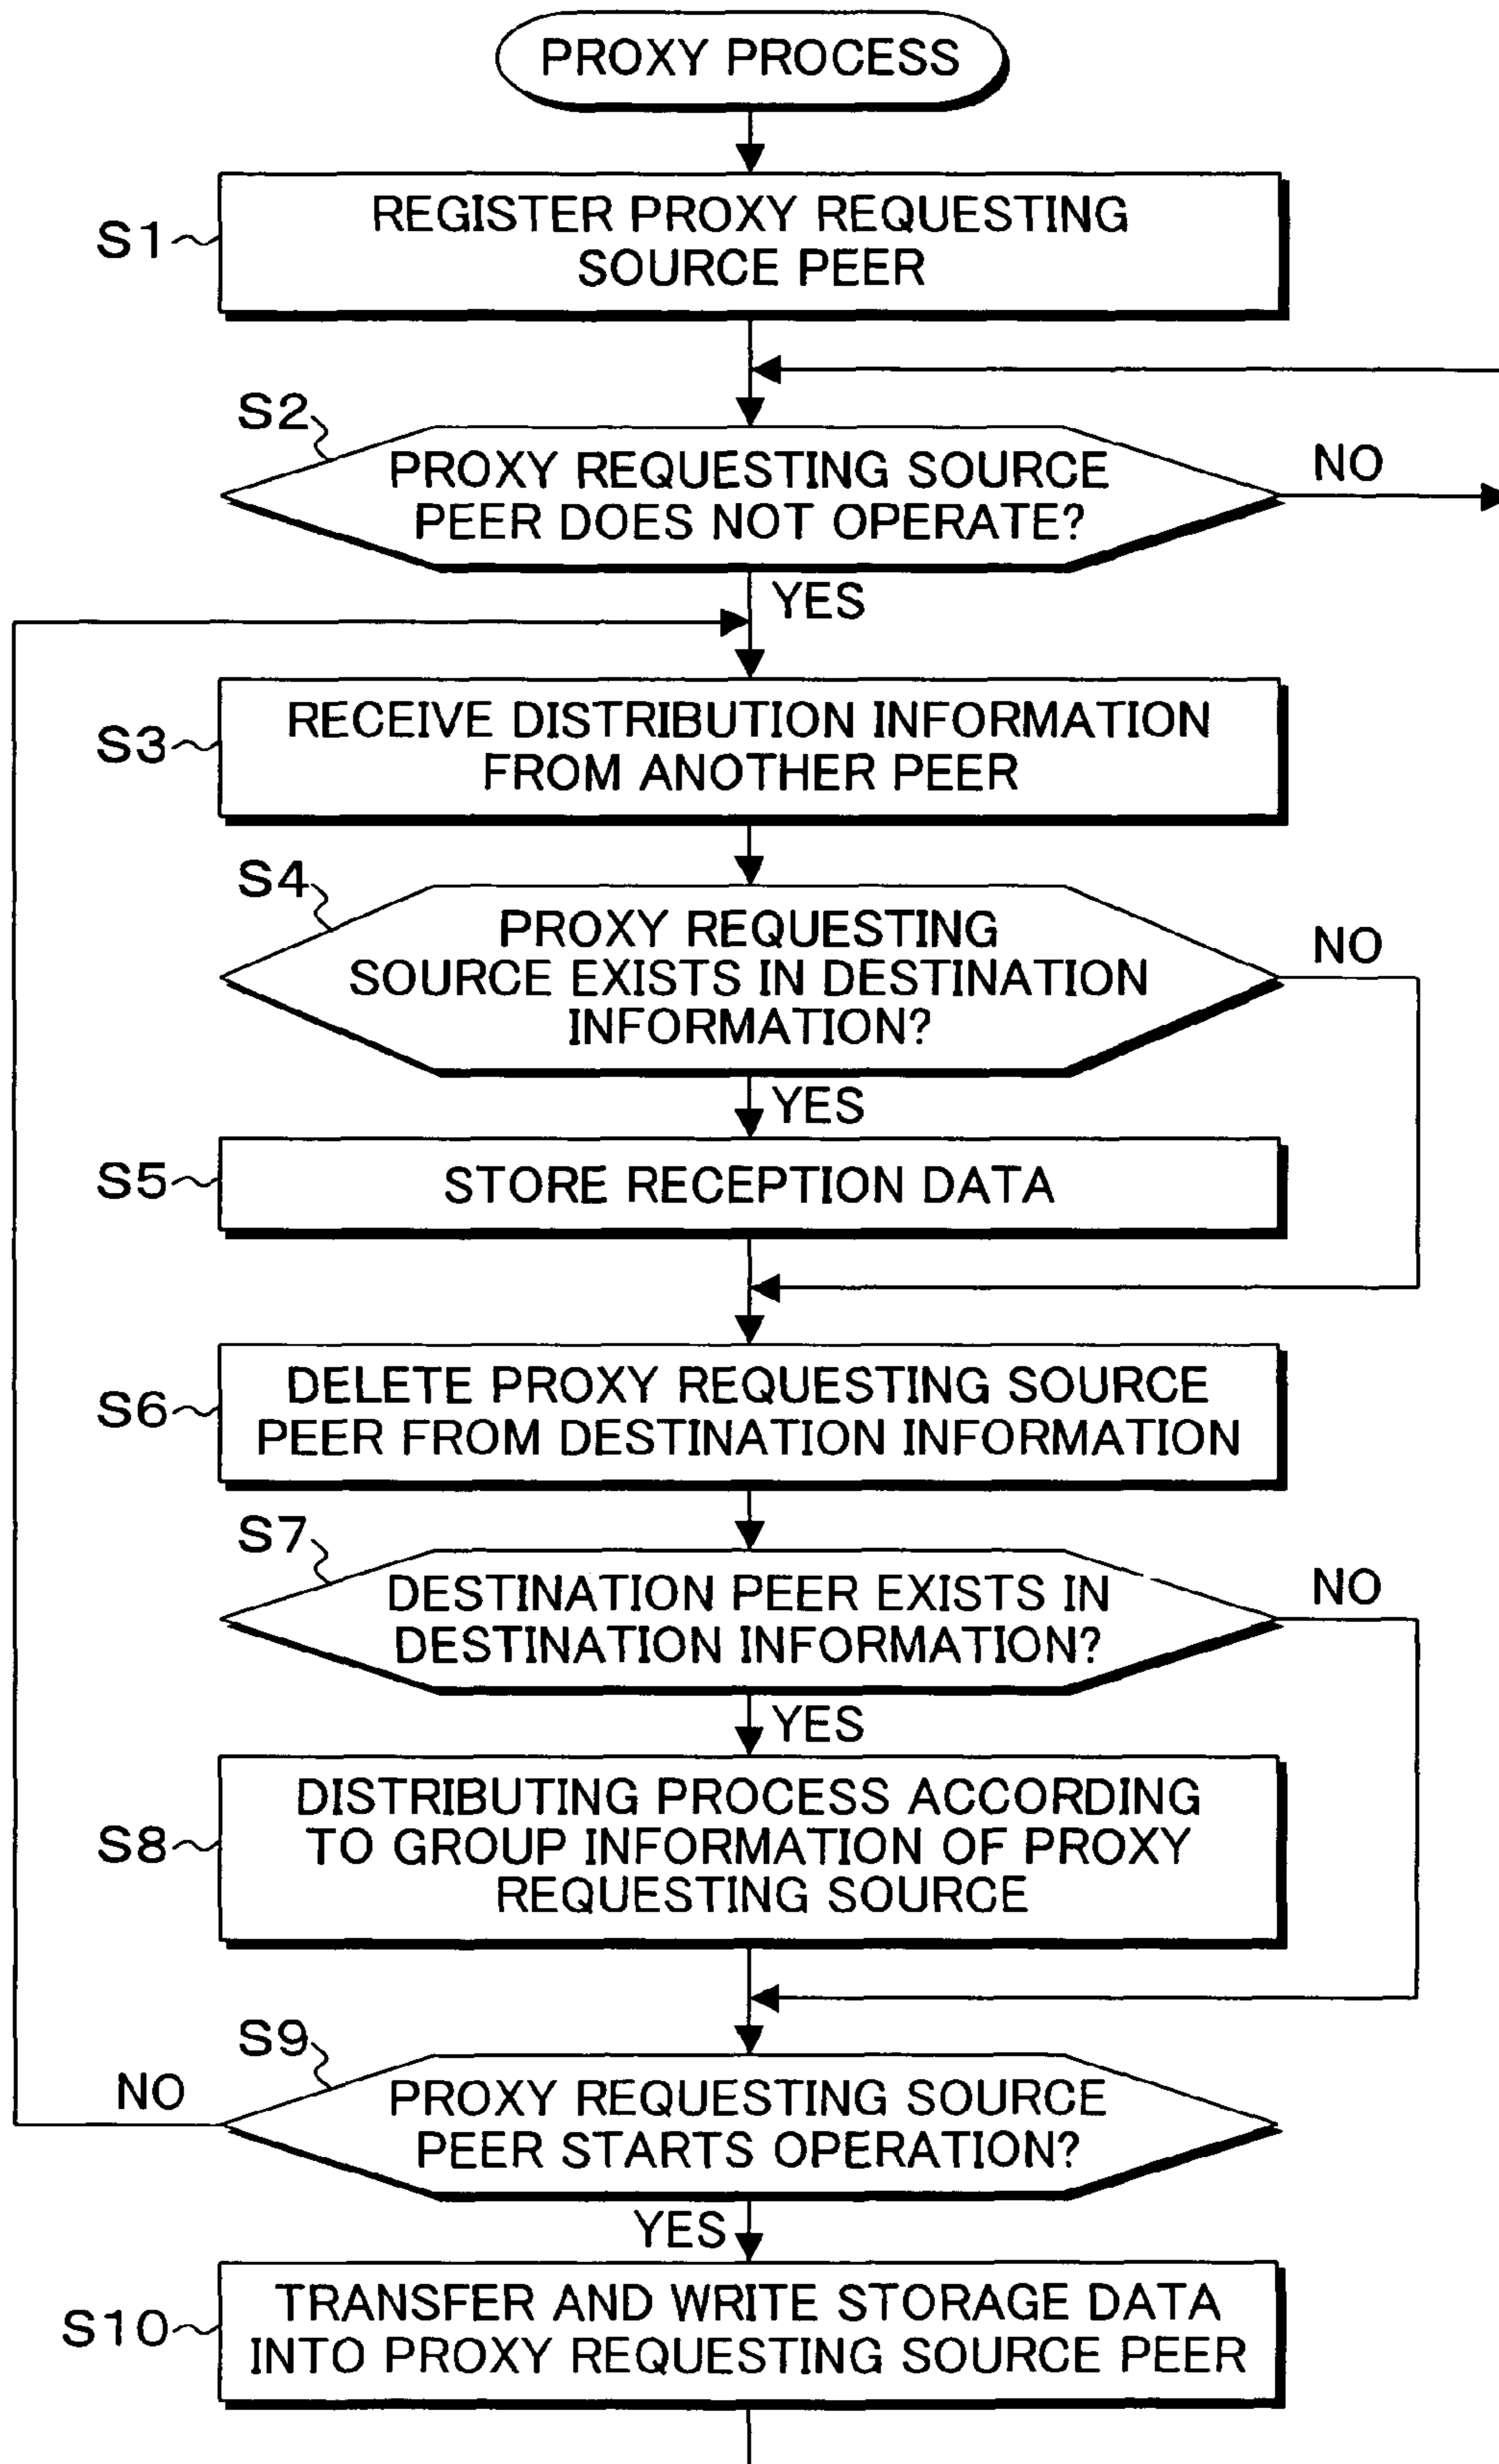 PROXY PROCESS
S1
REGISTER PROXY REQUESTING
SOURCE PEER
S2
PROXY REQUESTING SOURCE
PEER DOES NOT OPERATE?
NO
YES
S3
RECEIVE DISTRIBUTION INFORMATION
FROM ANOTHER PEER
S4
PROXY REQUESTING
SOURCE EXISTS IN DESTINATION
INFORMATION?
NO
YES
S5
STORE RECEPTION DATA
S6
DELETE PROXY REQUESTING SOURCE
PEER FROM DESTINATION INFORMATION
S7
DESTINATION PEER EXISTS IN
DESTINATION INFORMATION?
NO
YES
S8
DISTRIBUTING PROCESS ACCORDING
TO GROUP INFORMATION OF PROXY
REQUESTING SOURCE
S9
NO
PROXY REQUESTING SOURCE
PEER STARTS OPERATION?
YES
S10
TRANSFER AND WRITE STORAGE DATA
INTO PROXY REQUESTING SOURCE PEER